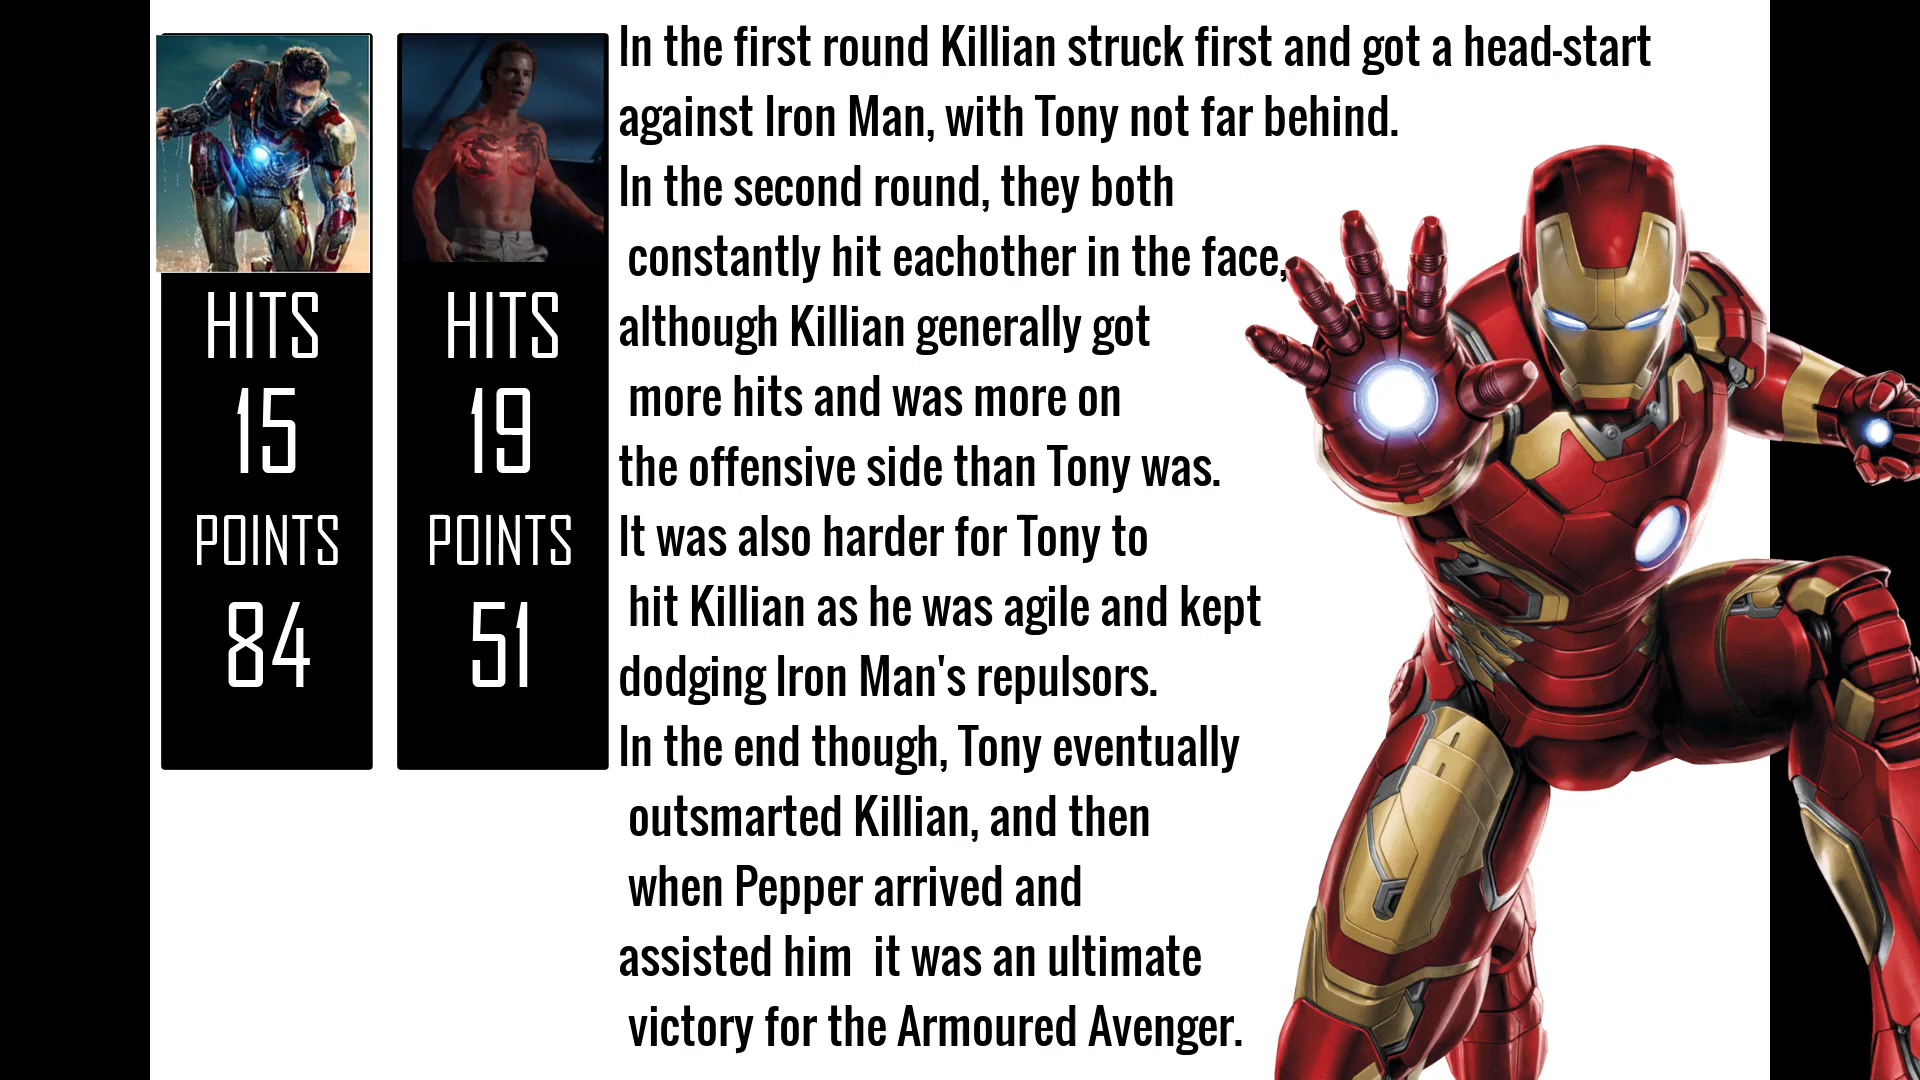 HITS
15
POINTS
84
HITS
19
POINTS
51
In the first round Killian struck first and got a head-start
against Iron Man, with Tony not far behind.
In the second round, they both
constantly hit eachother in the face,
although Killian generally got
more hits and was more on
the offensive side than Tony was.
It was also harder for Tony to
hit Killian as he was agile and kept
dodging Iron Man's repulsors.
In the end though, Tony eventually
outsmarted Killian, and then
when Pepper arrived and
assisted him  it was an ultimate
victory for the Armoured Avenger.